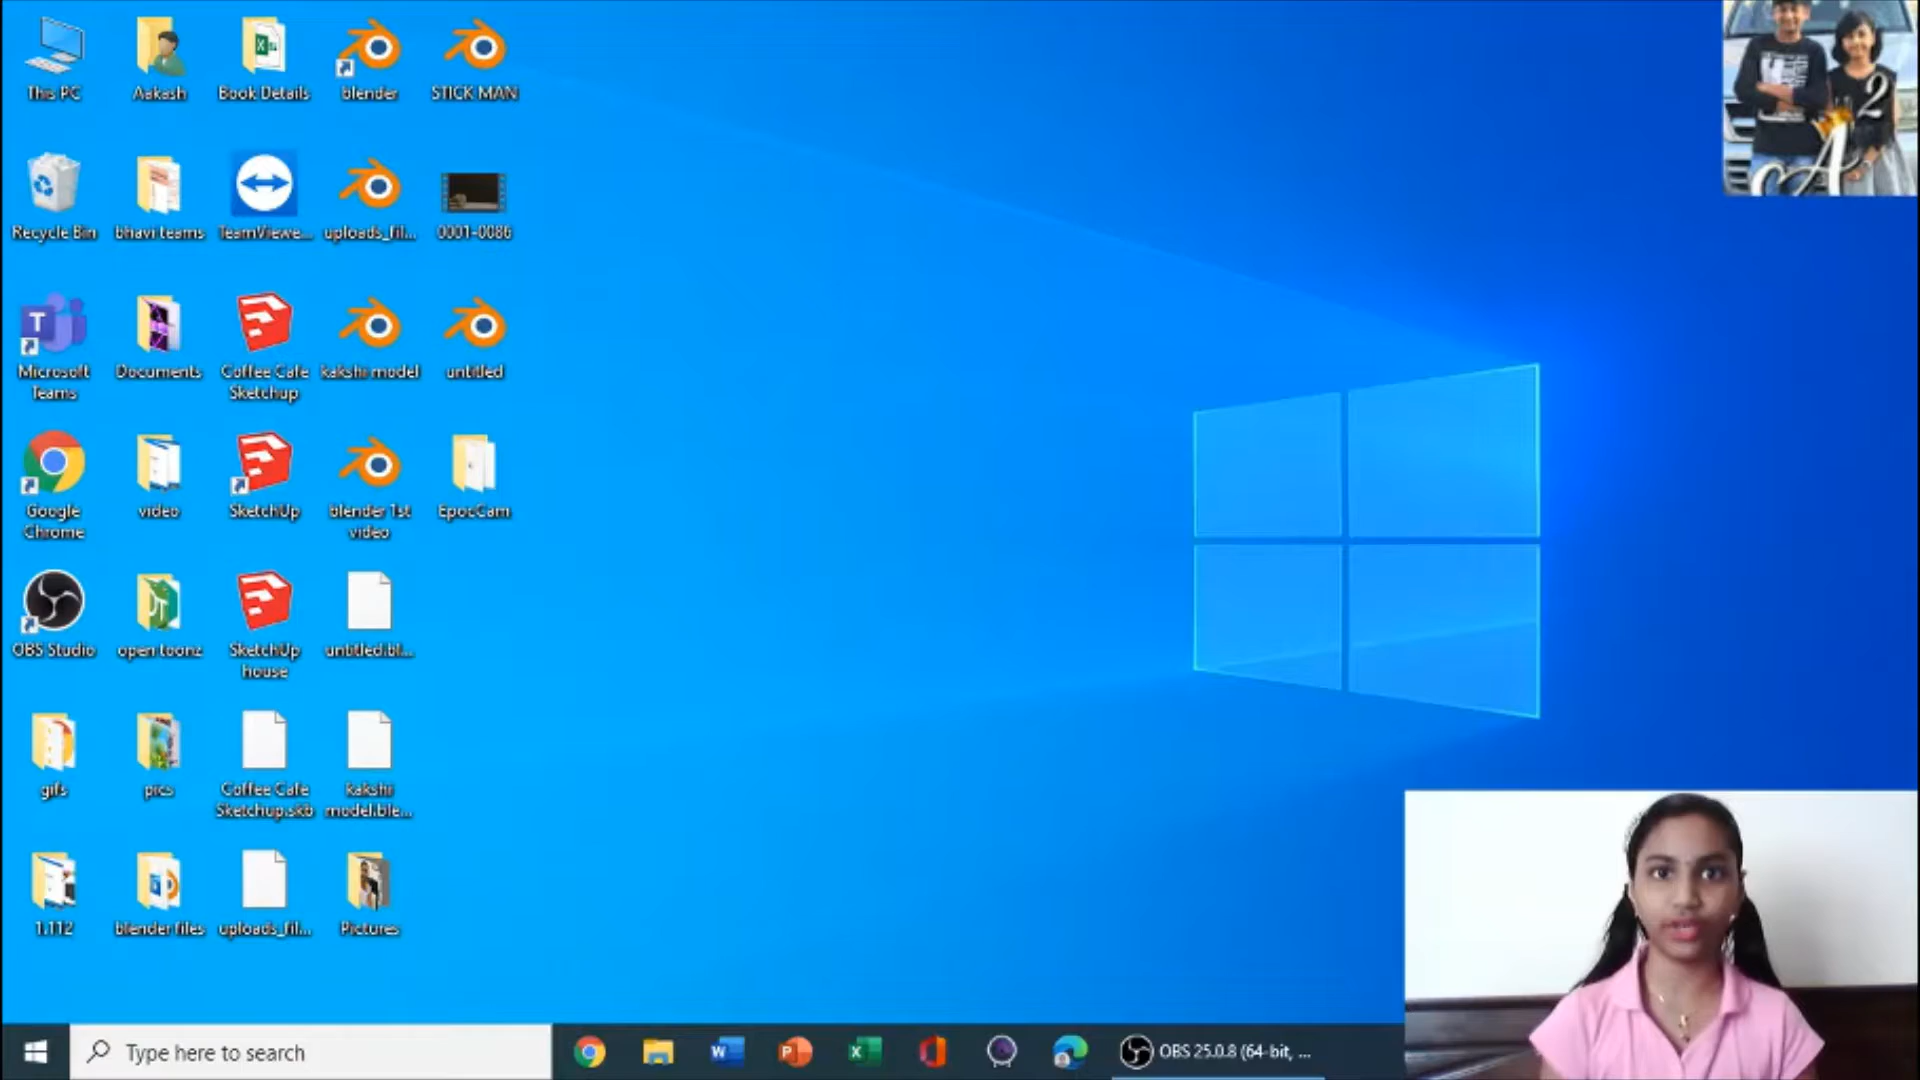 This PC
Aakash
Book Details
blender
STICK MAN
Recycle Bin
bhavi teams
TeamViewe...
uploads_fil...
0001-0086
Microsoft
Teams
Documents
Coffee Cafe
Sketchup
kakshi model
untitled
Google
Chrome
video
SketchUp
blender 1st
video
EpocCam
OBS Studio
open toonz
SketchUp
house
untitled.bl...
gifs
pics
Coffee Cafe
Sketchup.skb
kakshi
model.ble...
1.112
blender files
uploads_fil...
Pictures
A2
Type here to search
OBS 25.0.8 (64-bit, ...